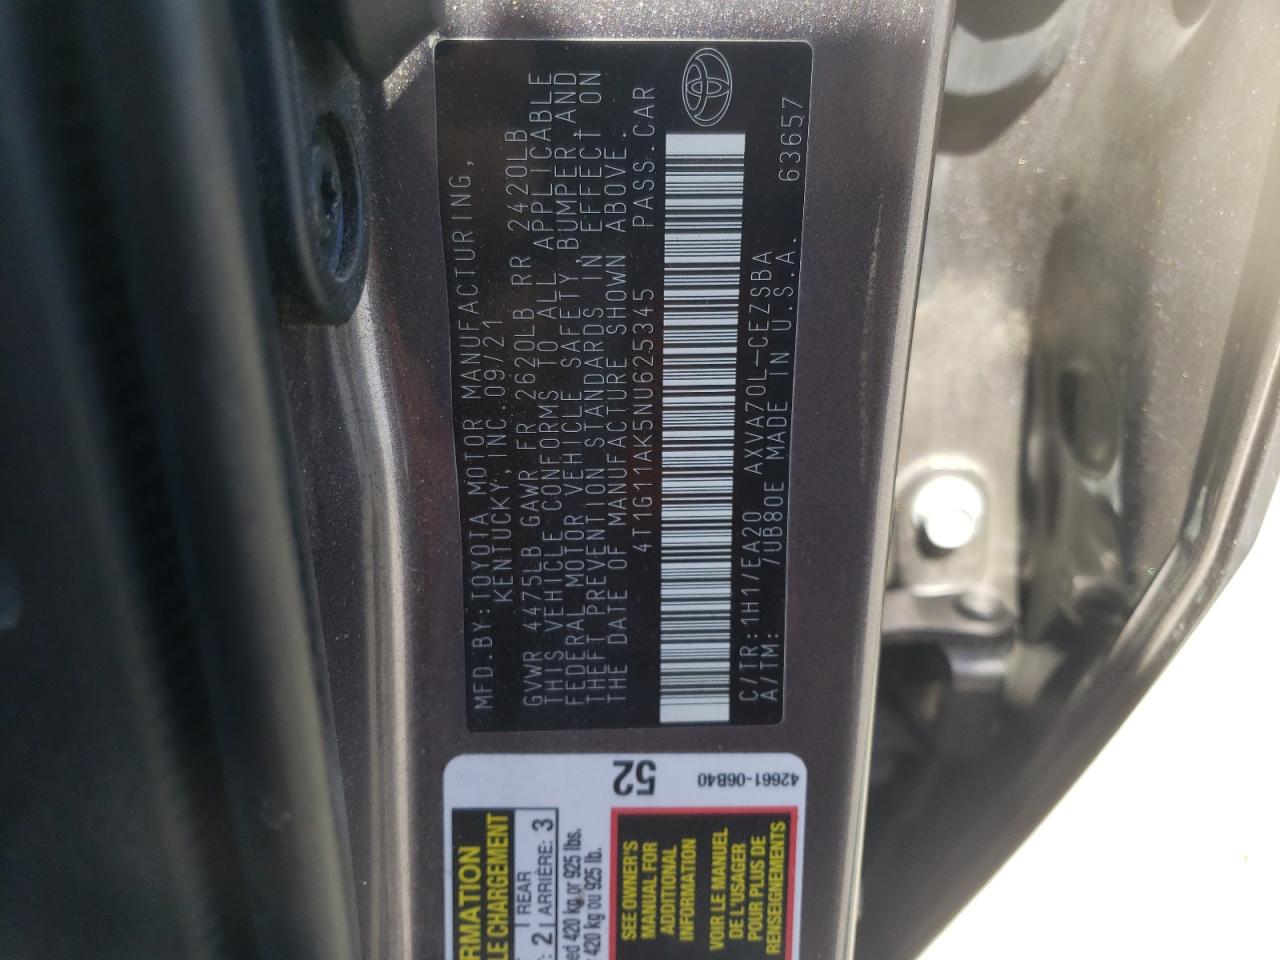 MFD.BY:TOYOTA MOTOR MANUFACTURING,
KENTUCKY, INC. 09/21
GVWR 4475LB GAWR FR 2620LB RR 2420LB
THIS VEHICLE CONFORMS TO ALL APPLICABLE
FEDERAL MOTOR VEHICLE SAFETY,BUMPER,AND
THEFT PREVENTION STANDARDS IN EFFECT ON
THE DATE OF MANUFACTURE SHOWN ABOVE.
4T1G11AK5NU625345 PASS.CAR
C/TR:1H1/EA20 AXVA70L-CEZSBA
A/TM: /UB80E MADE IN U.S.A. 63657
52
42661-06B40
RMATION
LE CHARGEMENT
REAR
2 ARRIÈRE: 3
ed 420 kg or 925 lbs.
420 kg ou 925 lb.
SEE OWNER'S
MANUAL FOR
ADDITIONAL
INFORMATION
VOIR LE MANUEL
DE L'USAGER
POUR PLUS DE
RENSEIGNEMENTS